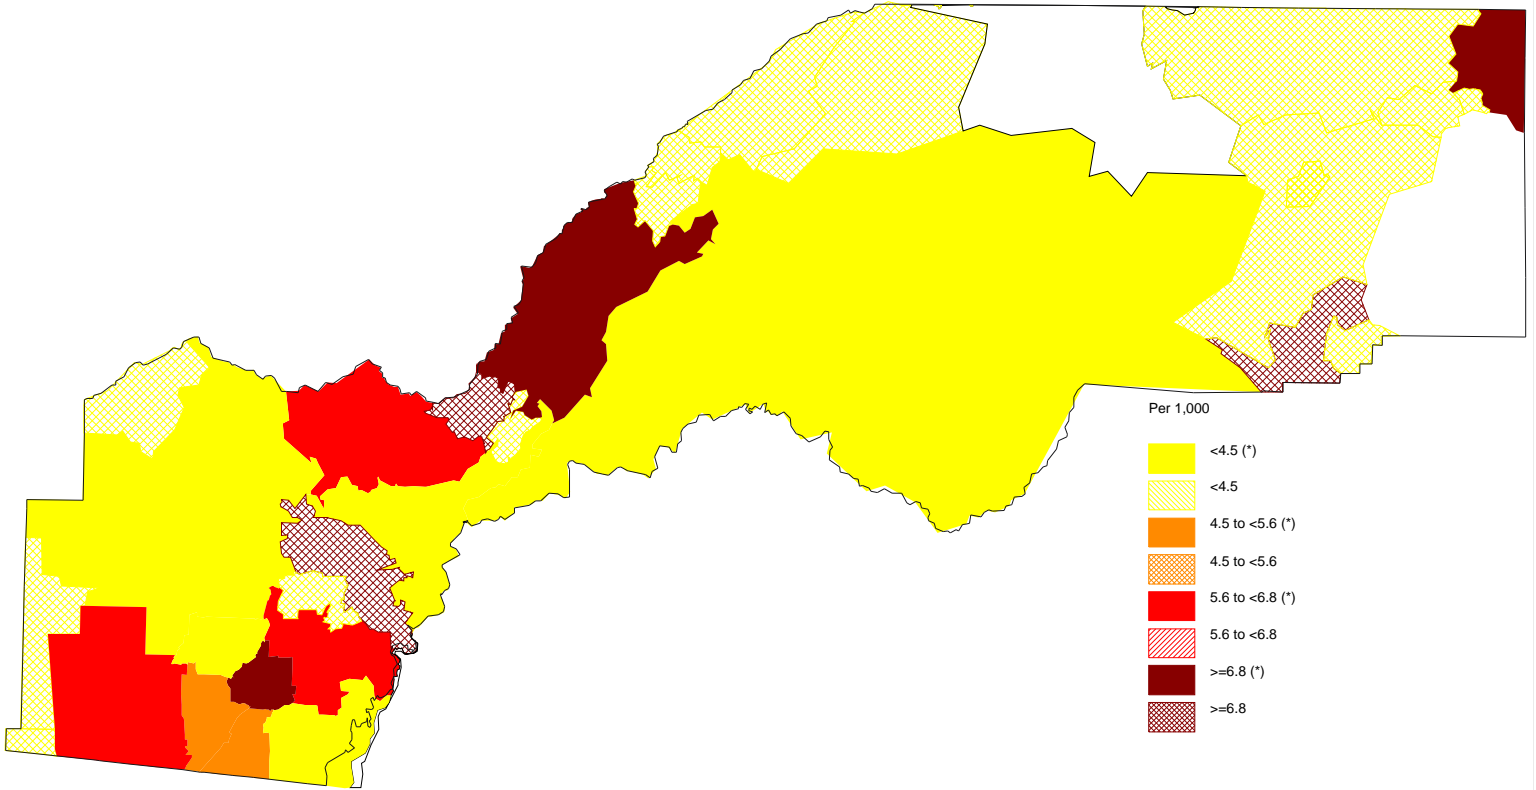 Per 1,000
<4.5 (*)
<4.5
4.5 to <5.6 (*)
4.5 to <5.6
5.6 to <6.8 (*)
5.6 to <6.8
>=6.8 (*)
>=6.8